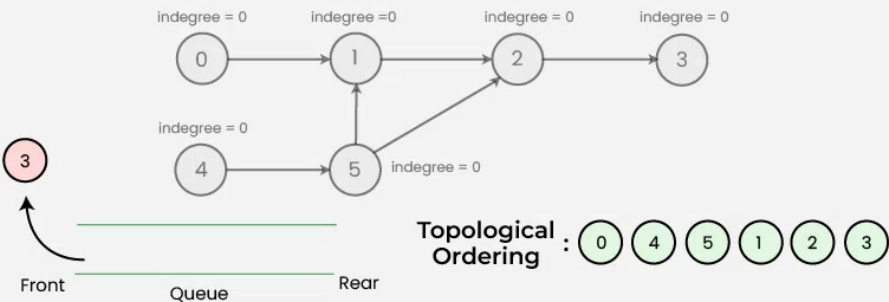 indegree = 0
indegree =0
indegree = 0
indegree = 0
0
1
2
3
indegree = 0
3
4
5
indegree = 0
Topological
Ordering : 0 4 5 1 2 3
Front
Queue
Rear